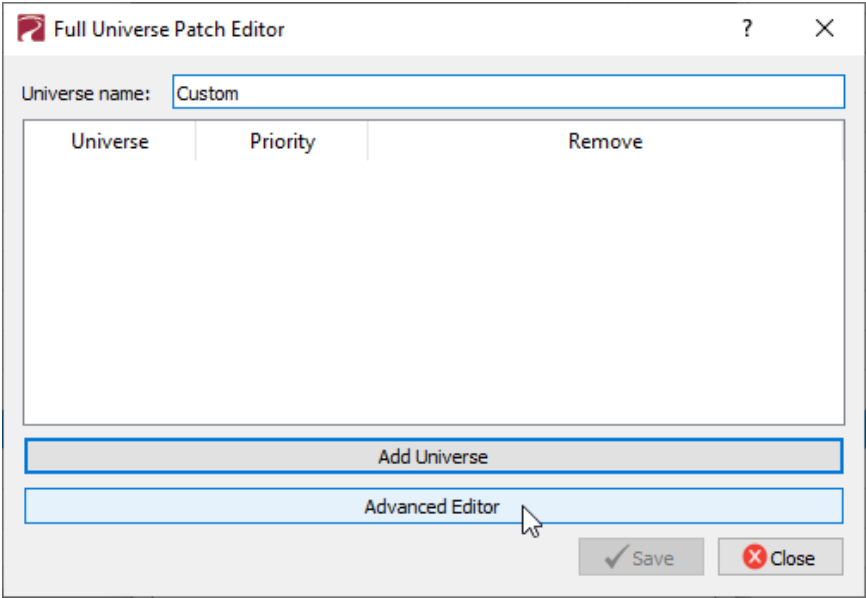 Full Universe Patch Editor ?
Universe name: Custom
Universe Priority Remove
Add Universe
Advanced Editor
Save Close